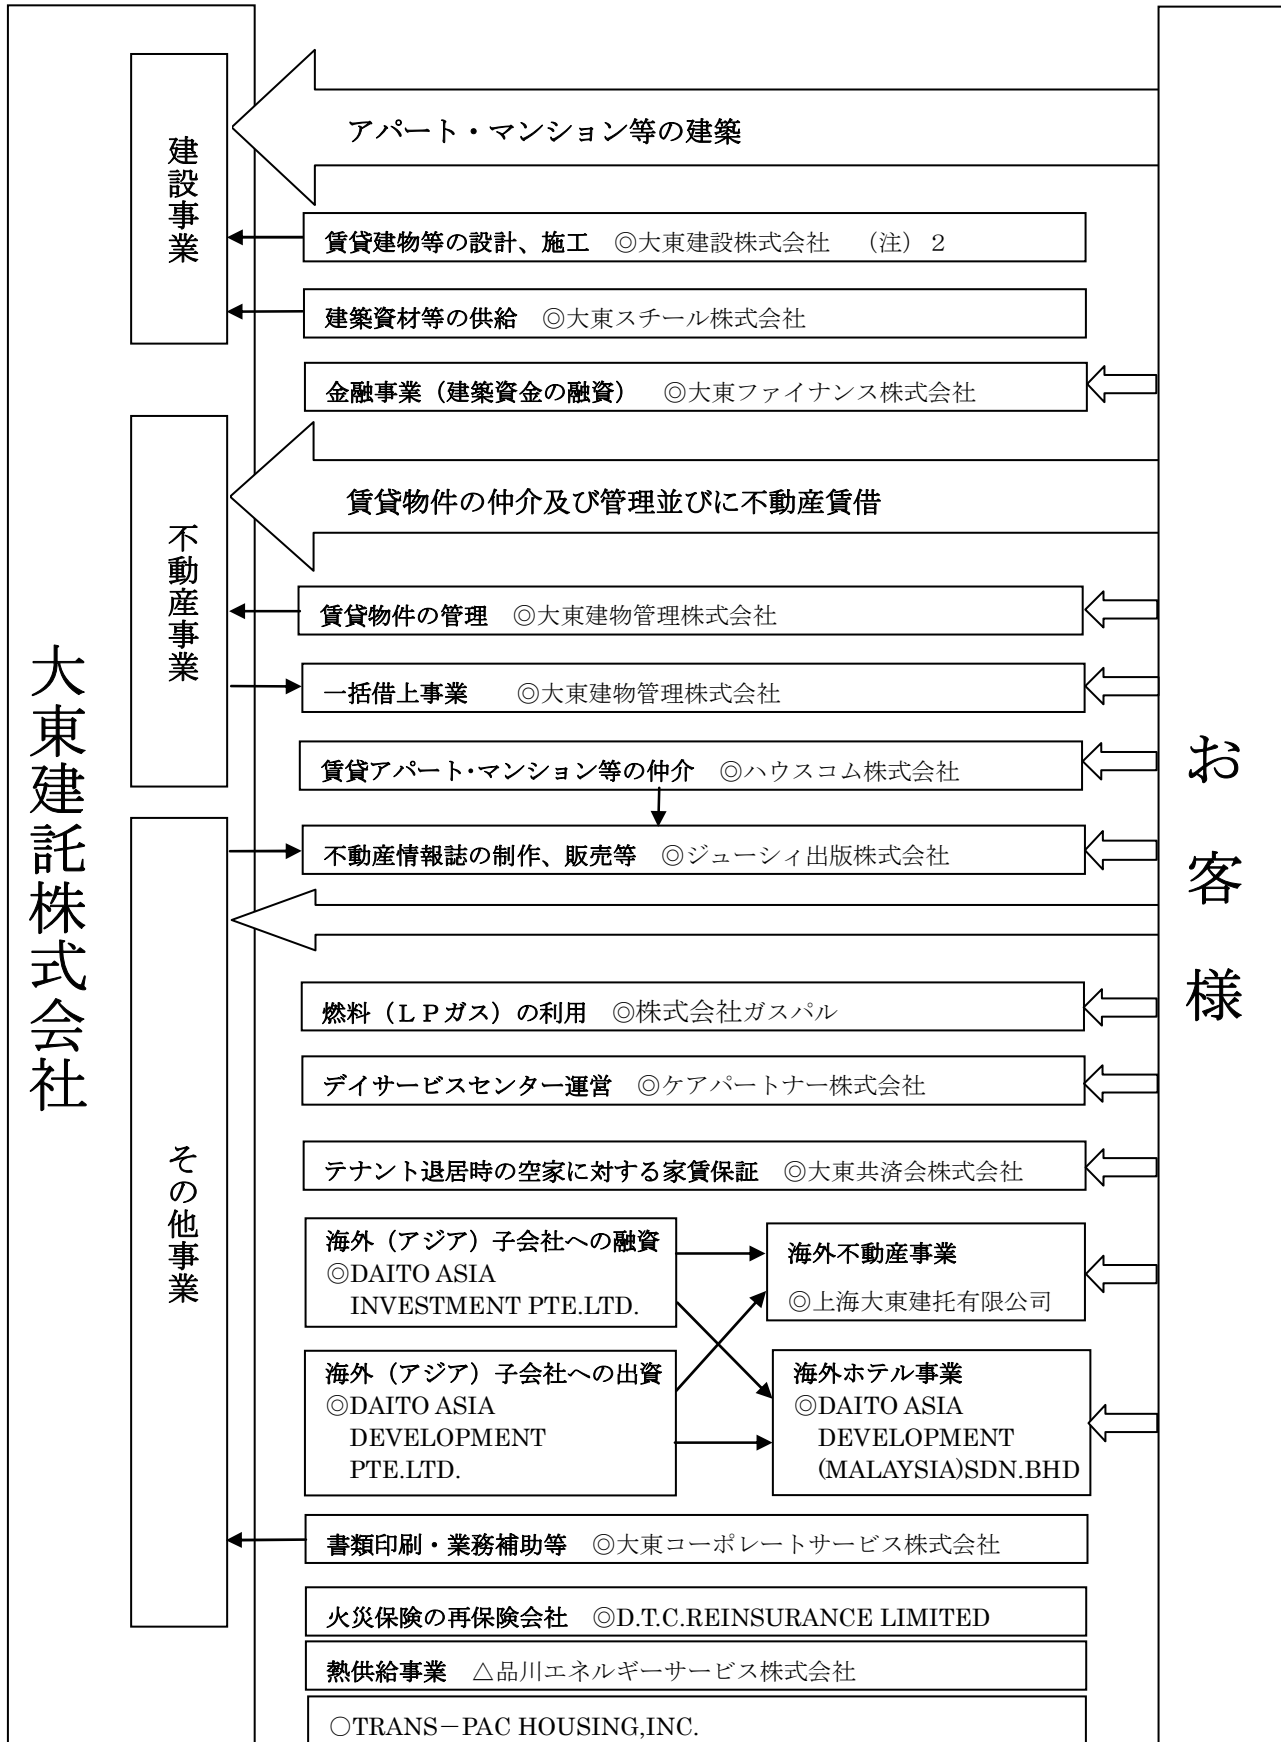 大東建託株式会社
建設事業
アパート・マンション等の建築
賃貸建物等の設計、施工　◎大東建設株式会社　（注）２
建築資材等の供給　◎大東スチール株式会社
金融事業（建築資金の融資）　◎大東ファイナンス株式会社
不動産事業
賃貸物件の仲介及び管理並びに不動産賃借
賃貸物件の管理　◎大東建物管理株式会社
一括借上事業　　◎大東建物管理株式会社
賃貸アパート・マンション等の仲介　◎ハウスコム株式会社
その他事業
不動産情報誌の制作、販売等　◎ジューシィ出版株式会社
燃料（ＬＰガス）の利用　◎株式会社ガスパル
デイサービスセンター運営　◎ケアパートナー株式会社
テナント退居時の空家に対する家賃保証　◎大東共済会株式会社
海外（アジア）子会社への融資
◎DAITO ASIA
INVESTMENT PTE.LTD.
海外不動産事業
◎上海大東建托有限公司
海外（アジア）子会社への出資
◎DAITO ASIA
DEVELOPMENT
PTE.LTD.
海外ホテル事業
◎DAITO ASIA
DEVELOPMENT
(MALAYSIA)SDN.BHD
書類印刷・業務補助等　◎大東コーポレートサービス株式会社
火災保険の再保険会社　◎D.T.C.REINSURANCE LIMITED
熱供給事業　△品川エネルギーサービス株式会社
○TRANS－PAC HOUSING,INC.
お客様